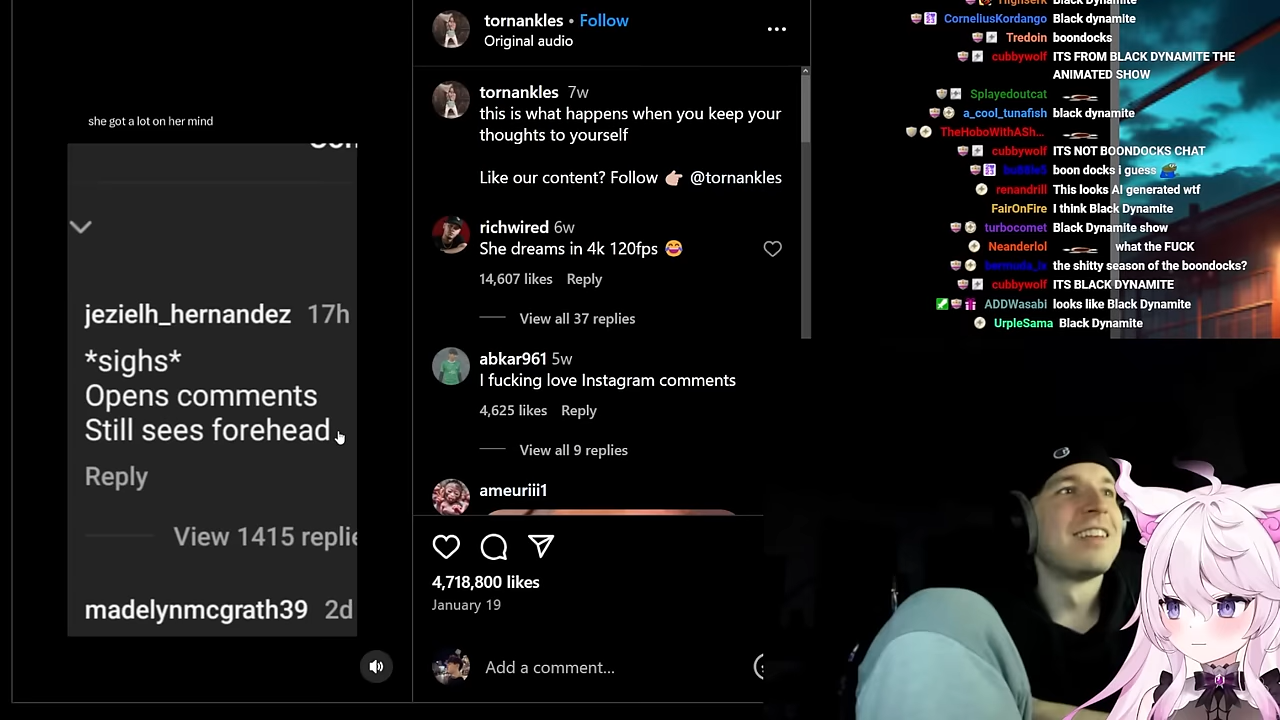 she got a lot on her mind
jezielh_hernandez 17h
*sighs*
Opens comments
Still sees forehead
Reply
View 1415 replie
madelynmcgrath39 2d
tornankles • Follow
Original audio
tornankles 7w
this is what happens when you keep your
thoughts to yourself
Like our content? Follow 👉🏻 @tornankles
richwired 6w
She dreams in 4k 120fps 😂
14,607 likes Reply
View all 37 replies
abkar961 5w
I fucking love Instagram comments
4,625 likes Reply
View all 9 replies
ameuriii1
4,718,800 likes
January 19
Add a comment...
Black Dynamite
CorneliusKordango Black dynamite
Tredoin boondocks
cubbywolf ITS FROM BLACK DYNAMITE THE
ANIMATED SHOW
Splayedoutcat
a_cool_tunafish black dynamite
TheHoboWithASh...
cubbywolf ITS NOT BOONDOCKS CHAT
boon docks i guess
renandrill This looks AI generated wtf
FairOnFire I think Black Dynamite
turbocomet Black Dynamite show
Neanderlol what the FUCK
the shitty season of the boondocks?
cubbywolf ITS BLACK DYNAMITE
ADDWasabi looks like Black Dynamite
UrpleSama Black Dynamite